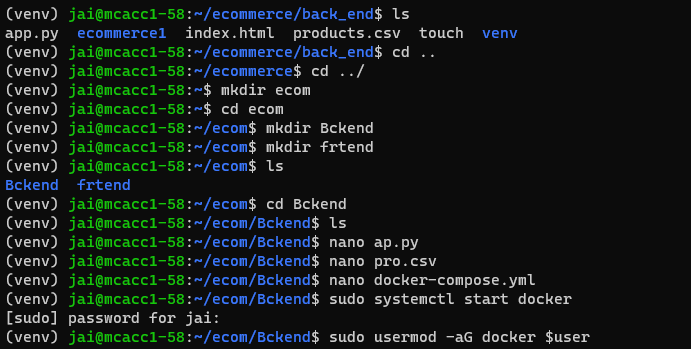 (venv) jai@mcacc1-58:~/ecommerce/back_end$ ls
app.py  ecommerce1  index.html  products.csv  touch  venv
(venv) jai@mcacc1-58:~/ecommerce/back_end$ cd ..
(venv) jai@mcacc1-58:~/ecommerce$ cd ../
(venv) jai@mcacc1-58:~$ mkdir ecom
(venv) jai@mcacc1-58:~$ cd ecom
(venv) jai@mcacc1-58:~/ecom$ mkdir Bckend
(venv) jai@mcacc1-58:~/ecom$ mkdir frtend
(venv) jai@mcacc1-58:~/ecom$ ls
Bckend  frtend
(venv) jai@mcacc1-58:~/ecom$ cd Bckend
(venv) jai@mcacc1-58:~/ecom/Bckend$ ls
(venv) jai@mcacc1-58:~/ecom/Bckend$ nano ap.py
(venv) jai@mcacc1-58:~/ecom/Bckend$ nano pro.csv
(venv) jai@mcacc1-58:~/ecom/Bckend$ nano docker-compose.yml
(venv) jai@mcacc1-58:~/ecom/Bckend$ sudo systemctl start docker
[sudo] password for jai:
(venv) jai@mcacc1-58:~/ecom/Bckend$ sudo usermod -aG docker $user